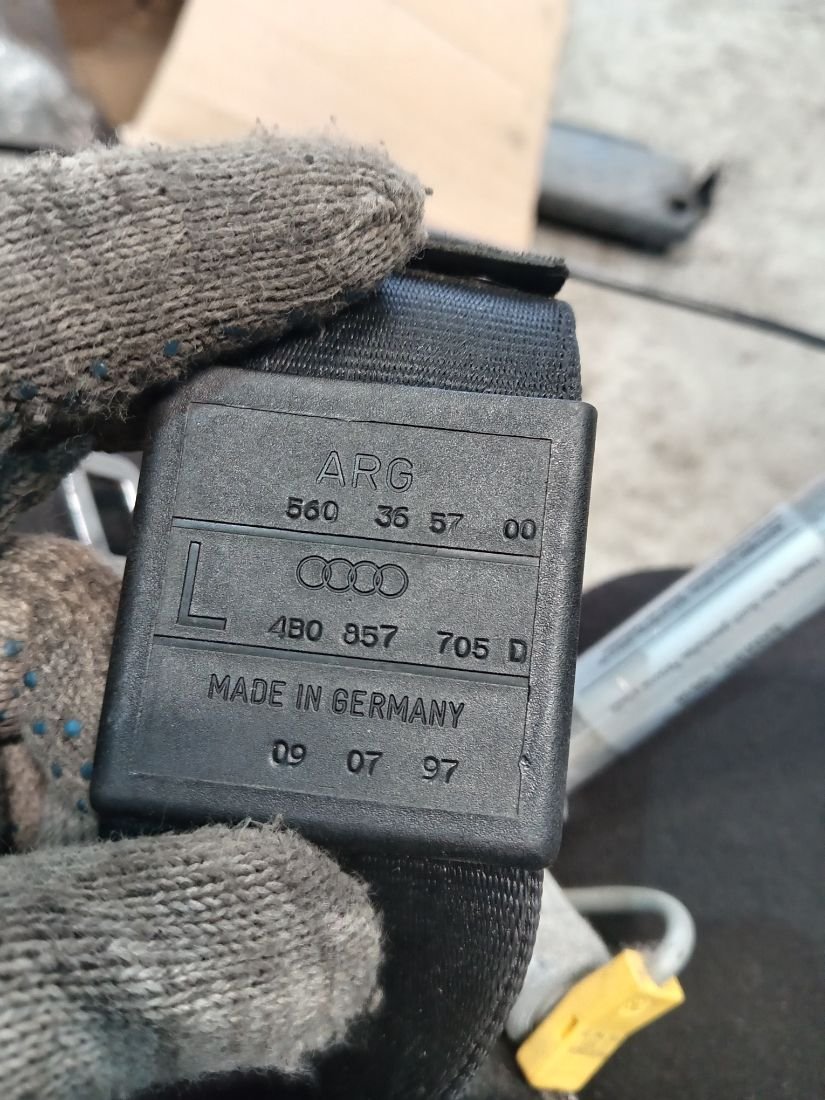 ARG
560 36 57 00
L
4B0 857 705 D
MADE IN GERMANY
09 07 97